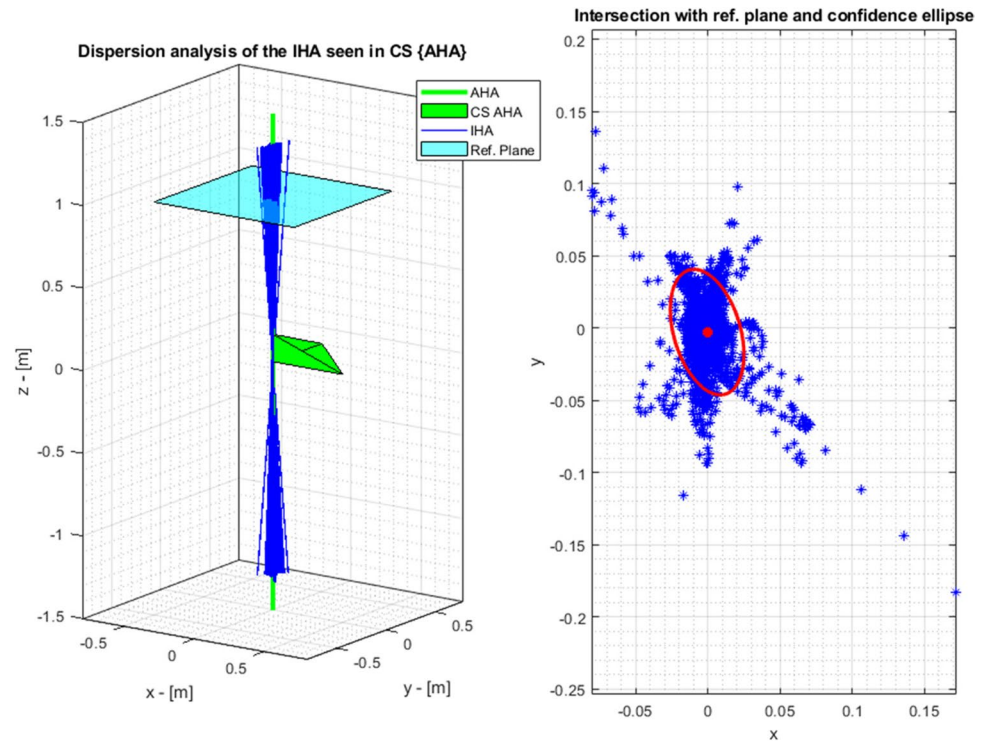 Dispersion analysis of the IHA seen in CS {AHA}
AHA
CS AHA
IHA
Ref. Plane
1.5
1
0.5
0
-0.5
-1
-1.5
z - [m]
-0.5
0
0.5
x - [m]
-0.5
0
0.5
y - [m]
Intersection with ref. plane and confidence ellipse
0.2
0.15
0.1
0.05
0
-0.05
-0.1
-0.15
-0.2
-0.25
y
-0.05
0
0.05
0.1
0.15
x